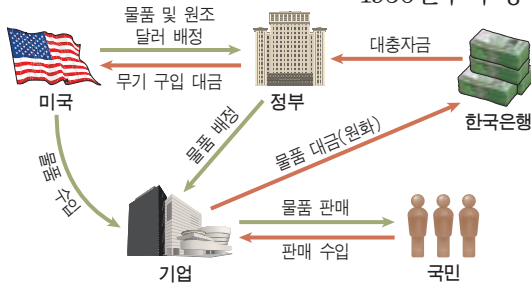 물품 및 원조
달러 배정
대충자금
무기 구입 대금
미국
정부
한국은행
물품 배정
물품 대금(원화)
물품 수입
물품 판매
판매 수입
기업
국민